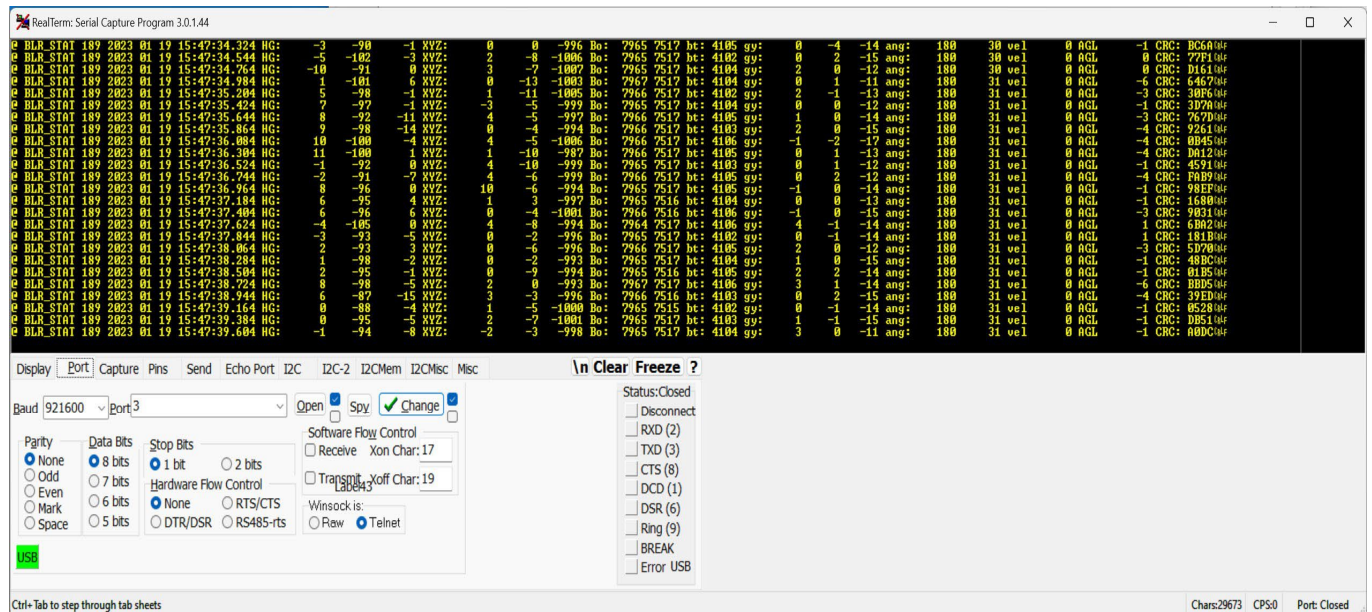 RealTerm: Serial Capture Program 3.0.1.44
@ BLR_STAT 189 2023 01 19 15:47:34.324 HG: -3 -90 -1 XYZ: 0 0 -996 Bo: 7965 7517 bt: 4105 gy: 0 -4 -14 ang: 180 30 vel 0 AGL -1 CRC: BC6A
@ BLR_STAT 189 2023 01 19 15:47:34.544 HG: -5 -102 -3 XYZ: 2 -8 -1006 Bo: 7965 7517 bt: 4102 gy: 0 2 -15 ang: 180 30 vel 0 AGL 0 CRC: 77F1
@ BLR_STAT 189 2023 01 19 15:47:34.764 HG: -10 -91 0 XYZ: 3 -7 -1007 Bo: 7965 7517 bt: 4104 gy: 2 0 -12 ang: 180 30 vel 0 AGL 0 CRC: D161
@ BLR_STAT 189 2023 01 19 15:47:34.984 HG: 1 -101 6 XYZ: 0 -13 -1003 Bo: 7967 7517 bt: 4104 gy: 0 1 -11 ang: 180 31 vel 0 AGL -6 CRC: 6467
@ BLR_STAT 189 2023 01 19 15:47:35.204 HG: 5 -98 -1 XYZ: 1 -11 -1005 Bo: 7966 7517 bt: 4102 gy: 2 -1 -13 ang: 180 31 vel 0 AGL -3 CRC: 30F6
@ BLR_STAT 189 2023 01 19 15:47:35.424 HG: 7 -97 -1 XYZ: -3 -5 -999 Bo: 7965 7517 bt: 4104 gy: 0 0 -12 ang: 180 31 vel 0 AGL -1 CRC: 3D70
@ BLR_STAT 189 2023 01 19 15:47:35.644 HG: 8 -92 -11 XYZ: 4 -5 -997 Bo: 7966 7517 bt: 4105 gy: 1 0 -14 ang: 180 31 vel 0 AGL -3 CRC: 767D
@ BLR_STAT 189 2023 01 19 15:47:35.864 HG: 9 -98 -14 XYZ: 0 -4 -994 Bo: 7966 7517 bt: 4103 gy: 2 0 -15 ang: 180 31 vel 0 AGL -4 CRC: 9261
@ BLR_STAT 189 2023 01 19 15:47:36.084 HG: 10 -100 -4 XYZ: 4 -5 -1006 Bo: 7966 7517 bt: 4106 gy: -1 -2 -17 ang: 180 31 vel 0 AGL -4 CRC: 0B45
@ BLR_STAT 189 2023 01 19 15:47:36.304 HG: 11 -100 1 XYZ: 1 -10 -987 Bo: 7966 7517 bt: 4105 gy: 0 1 -13 ang: 180 31 vel 0 AGL -4 CRC: DA12
@ BLR_STAT 189 2023 01 19 15:47:36.524 HG: -1 -92 0 XYZ: 4 -10 -999 Bo: 7965 7517 bt: 4103 gy: 0 1 -12 ang: 180 31 vel 0 AGL -1 CRC: 4591
@ BLR_STAT 189 2023 01 19 15:47:36.744 HG: -2 -91 -7 XYZ: 4 -6 -999 Bo: 7966 7517 bt: 4105 gy: 0 2 -12 ang: 180 31 vel 0 AGL -4 CRC: FAB9
@ BLR_STAT 189 2023 01 19 15:47:36.964 HG: 8 -96 0 XYZ: 10 -6 -994 Bo: 7965 7517 bt: 4105 gy: -1 0 -14 ang: 180 31 vel 0 AGL -1 CRC: 98EF
@ BLR_STAT 189 2023 01 19 15:47:37.184 HG: 6 -95 4 XYZ: 1 3 -997 Bo: 7965 7516 bt: 4104 gy: 0 0 -14 ang: 180 31 vel 0 AGL -1 CRC: 1680
@ BLR_STAT 189 2023 01 19 15:47:37.404 HG: 6 -96 6 XYZ: 0 -4 -1001 Bo: 7966 7516 bt: 4106 gy: -1 0 -15 ang: 180 31 vel 0 AGL -3 CRC: 9031
@ BLR_STAT 189 2023 01 19 15:47:37.624 HG: -4 -105 0 XYZ: 4 -8 -994 Bo: 7964 7517 bt: 4106 gy: 4 -1 -14 ang: 180 31 vel 0 AGL 1 CRC: 6BA2
@ BLR_STAT 189 2023 01 19 15:47:37.844 HG: -3 -93 -5 XYZ: 0 -2 -996 Bo: 7965 7517 bt: 4102 gy: 0 1 -14 ang: 180 31 vel 0 AGL 1 CRC: 181B
@ BLR_STAT 189 2023 01 19 15:47:38.064 HG: 2 -93 3 XYZ: 0 -6 -996 Bo: 7966 7517 bt: 4105 gy: 2 0 -12 ang: 180 31 vel 0 AGL -3 CRC: 5B70
@ BLR_STAT 189 2023 01 19 15:47:38.284 HG: 1 -98 -2 XYZ: 0 -2 -993 Bo: 7965 7517 bt: 4104 gy: 1 0 -15 ang: 180 31 vel 0 AGL -1 CRC: 48BC
@ BLR_STAT 189 2023 01 19 15:47:38.504 HG: 2 -95 -1 XYZ: 0 -9 -994 Bo: 7965 7516 bt: 4105 gy: 2 2 -14 ang: 180 31 vel 0 AGL -1 CRC: 01B5
@ BLR_STAT 189 2023 01 19 15:47:38.724 HG: 8 -98 -5 XYZ: 2 0 -993 Bo: 7967 7517 bt: 4106 gy: 3 1 -14 ang: 180 31 vel 0 AGL -6 CRC: BBD5
@ BLR_STAT 189 2023 01 19 15:47:38.944 HG: 6 -87 -15 XYZ: 3 -3 -996 Bo: 7966 7516 bt: 4103 gy: 0 2 -15 ang: 180 31 vel 0 AGL -4 CRC: 39ED
@ BLR_STAT 189 2023 01 19 15:47:39.164 HG: 0 -88 -4 XYZ: 1 -5 -1000 Bo: 7965 7515 bt: 4102 gy: 0 -1 -14 ang: 180 31 vel 0 AGL -1 CRC: 0528
@ BLR_STAT 189 2023 01 19 15:47:39.384 HG: 0 -95 -5 XYZ: 2 -7 -1001 Bo: 7965 7517 bt: 4103 gy: 1 -1 -15 ang: 180 31 vel 0 AGL -1 CRC: DB51
@ BLR_STAT 189 2023 01 19 15:47:39.604 HG: -1 -94 -8 XYZ: -2 -3 -998 Bo: 7965 7517 bt: 4104 gy: 3 0 -11 ang: 180 31 vel 0 AGL -1 CRC: A0DC
Display Port Capture Pins Send Echo Port I2C I2C-2 I2CMem I2CMisc Misc \n Clear Freeze ?
Baud 921600 Port 3 Open Spy Change
Parity
None
Odd
Even
Mark
Space
Data Bits
8 bits
7 bits
6 bits
5 bits
Stop Bits
1 bit 2 bits
Hardware Flow Control
None RTS/CTS
DTR/DSR RS485-rts
Software Flow Control
Receive Xon Char: 17
Transmit Xoff Char: 19
Label43
Winsock is:
Raw Telnet
Status:Closed
Disconnect
RXD (2)
TXD (3)
CTS (8)
DCD (1)
DSR (6)
Ring (9)
BREAK
Error USB
USB
Ctrl+Tab to step through tab sheets Chars:29673 CPS:0 Port: Closed